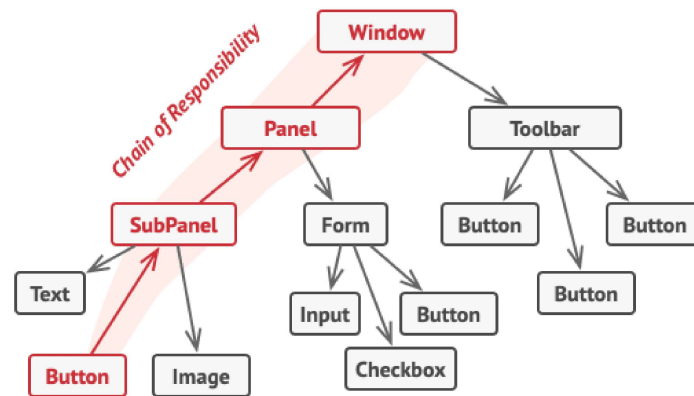 Window
Chain of Responsibility
Panel
Toolbar
SubPanel
Form
Button
Button
Text
Input
Button
Button
Button
Image
Checkbox